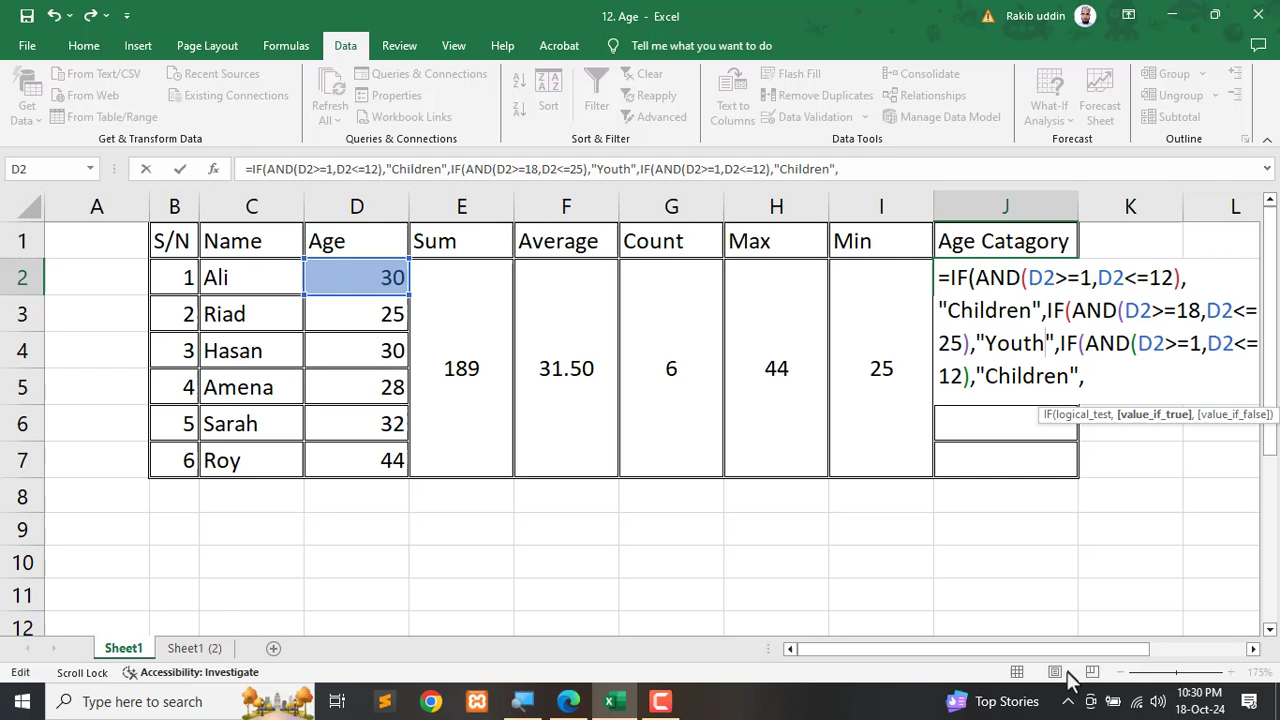 12. Age - Excel
Rakib uddin
File Home Insert Page Layout Formulas Data Review View Help Acrobat Tell me what you want to do
Get Data
From Text/CSV
From Web
From Table/Range
Recent Sources
Existing Connections
Get & Transform Data
Refresh All
Queries & Connections
Properties
Workbook Links
Queries & Connections
Sort
Filter
Clear
Reapply
Advanced
Sort & Filter
Text to Columns
Flash Fill
Remove Duplicates
Data Validation
Consolidate
Relationships
Manage Data Model
Data Tools
What-If Analysis
Forecast Sheet
Forecast
Group
Ungroup
Subtotal
Outline
D2 fx =IF(AND(D2>=1,D2<=12),"Children",IF(AND(D2>=18,D2<=25),"Youth",IF(AND(D2>=1,D2<=12),"Children",
A B C D E F G H I J K L
1 S/N Name Age Sum Average Count Max Min Age Catagory
2 1 Ali 30 =IF(AND(D2>=1,D2<=12),
3 2 Riad 25 "Children",IF(AND(D2>=18,D2<=
4 3 Hasan 30 189 31.50 6 44 25 25),"Youth",IF(AND(D2>=1,D2<=
5 4 Amena 28 12),"Children",
IF(logical_test, [value_if_true], [value_if_false])
6 5 Sarah 32
7 6 Roy 44
8
9
10
11
12
Sheet1 Sheet1 (2)
Edit Scroll Lock Accessibility: Investigate 175%
Type here to search Top Stories 10:30 PM
18-Oct-24